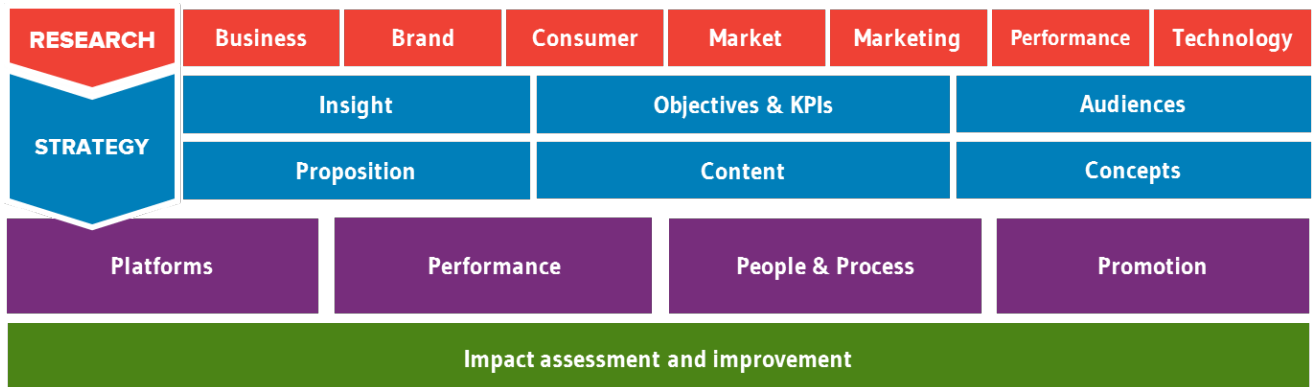 RESEARCH Business Brand Consumer Market Marketing Performance Technology
Insight Objectives & KPIs Audiences
STRATEGY
Proposition Content Concepts
Platforms Performance People & Process Promotion
Impact assessment and improvement